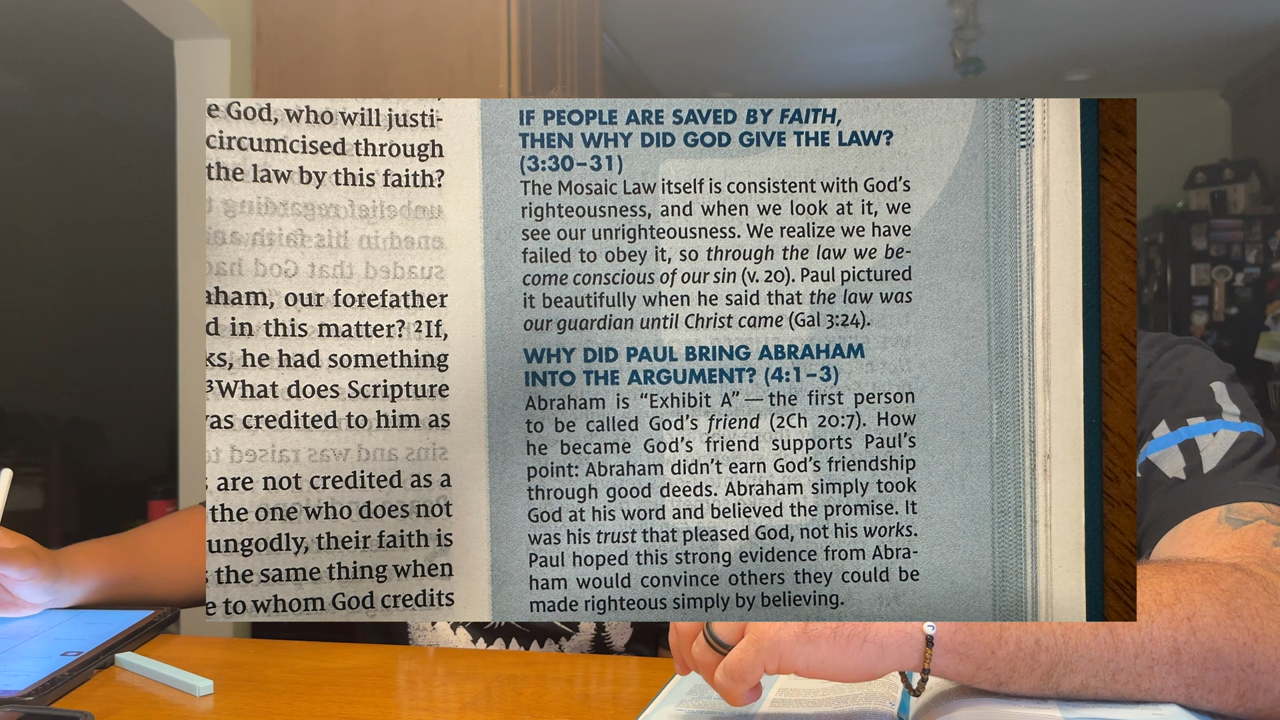 e God, who will justi-
circumcised through
the law by this faith?
aham, our forefather
d in this matter? ²If,
ks, he had something
³What does Scripture
vas credited to him as
are not credited as a
the one who does not
ungodly, their faith is
the same thing when
e to whom God credits
IF PEOPLE ARE SAVED BY FAITH,
THEN WHY DID GOD GIVE THE LAW?
(3:30–31)
The Mosaic Law itself is consistent with God's
righteousness, and when we look at it, we
see our unrighteousness. We realize we have
failed to obey it, so through the law we be-
come conscious of our sin (v. 20). Paul pictured
it beautifully when he said that the law was
our guardian until Christ came (Gal 3:24).
WHY DID PAUL BRING ABRAHAM
INTO THE ARGUMENT? (4:1–3)
Abraham is “Exhibit A” — the first person
to be called God's friend (2Ch 20:7). How
he became God's friend supports Paul's
point: Abraham didn't earn God's friendship
through good deeds. Abraham simply took
God at his word and believed the promise. It
was his trust that pleased God, not his works.
Paul hoped this strong evidence from Abra-
ham would convince others they could be
made righteous simply by believing.